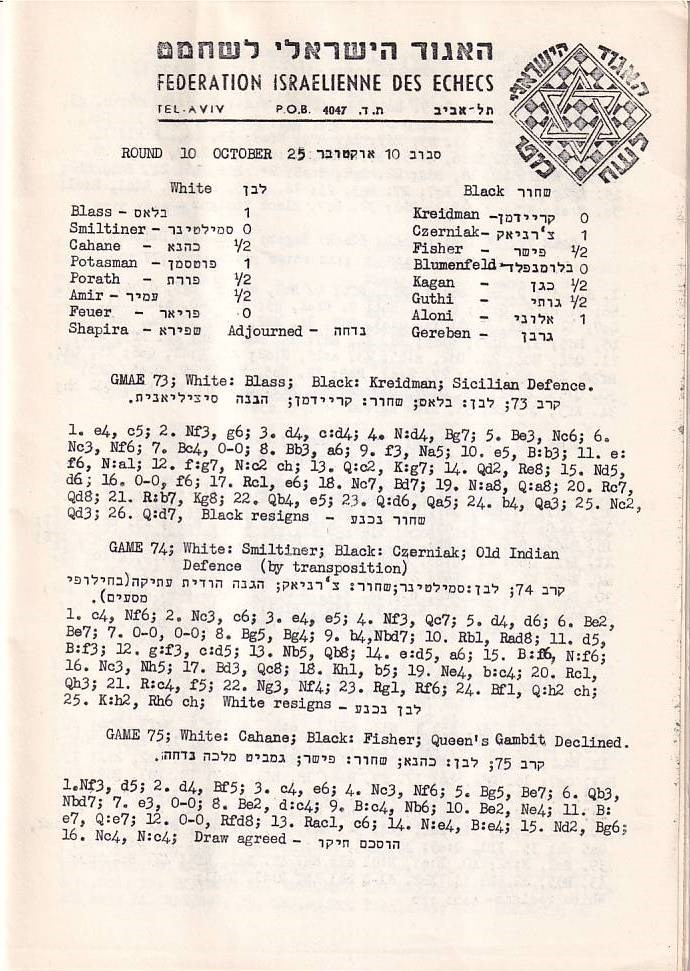 האגוד הישראלי לשחמט
FEDERATION ISRAELIENNE DES ECHECS
TEL-AVIV P.O.B. 4047 ת.ד. תל-אביב
האגוד הישראלי
לשח מט
ROUND 10 OCTOBER 25 סבוב 10 אוקטובר
White לבן Black שחור
Blass - בלאס 1 Kreidman - קריידמן 0
Smiltiner - סמילטינר 0 Czerniak - צ'רניאק 1
Cahane - כהנא 1/2 Fisher - פישר 1/2
Potasman - פוטסמן 1 Blumenfeld - בלומנפלד 0
Porath - פורת 1/2 Kagan - כגן 1/2
Amir - עמיר 1/2 Guthi - גותי 1/2
Feuer - פויאר 0 Aloni - אלוני 1
Shapira - שפירא Adjourned - נדחה Gereben - גרבן
GMAE 73; White: Blass; Black: Kreidman; Sicilian Defence.
קרב 73; לבן: בלאס; שחור: קריידמן; הגנה סיציליאנית.
1. e4, c5; 2. Nf3, g6; 3. d4, c:d4; 4. N:d4, Bg7; 5. Be3, Nc6; 6.
Nc3, Nf6; 7. Bc4, 0-0; 8. Bb3, a6; 9. f3, Na5; 10. e5, B:b3; 11. e:
f6, N:a1; 12. f:g7, N:c2 ch; 13. Q:c2, K:g7; 14. Qd2, Re8; 15. Nd5,
d6; 16. 0-0, f6; 17. Rc1, e6; 18. Nc7, Bd7; 19. N:a8, Q:a8; 20. Rc7,
Qd8; 21. R:b7, Kg8; 22. Qb4, e5; 23. Q:d6, Qa5; 24. b4, Qa3; 25. Nc2,
Qd3; 26. Q:d7, Black resigns - שחור נכנע
GAME 74; White: Smiltiner; Black: Czerniak; Old Indian
Defence (by transposition)
קרב 74; לבן: סמילטינר; שחור: צ'רניאק; הגנה הודית עתיקה (בחילופי
מסעים).
1. c4, Nf6; 2. Nc3, c6; 3. e4, e5; 4. Nf3, Qc7; 5. d4, d6; 6. Be2,
Be7; 7. 0-0, 0-0; 8. Bg5, Bg4; 9. b4,Nbd7; 10. Rb1, Rad8; 11. d5,
B:f3; 12. g:f3, c:d5; 13. Nb5, Qb8; 14. e:d5, a6; 15. B:f6, N:f6;
16. Nc3, Nh5; 17. Bd3, Qc8; 18. Kh1, b5; 19. Ne4, b:c4; 20. Rc1,
Qh3; 21. R:c4, f5; 22. Ng3, Nf4; 23. Rg1, Rf6; 24. Bf1, Q:h2 ch;
25. K:h2, Rh6 ch; White resigns - לבן נכנע
GAME 75; White: Cahane; Black: Fisher; Queen's Gambit Declined.
קרב 75; לבן: כהנא; שחור: פישר; גמביט מלכה נדחה.
1.Nf3, d5; 2. d4, Bf5; 3. c4, e6; 4. Nc3, Nf6; 5. Bg5, Be7; 6. Qb3,
Nbd7; 7. e3, 0-0; 8. Be2, d:c4; 9. B:c4, Nb6; 10. Be2, Ne4; 11. B:
e7, Q:e7; 12. 0-0, Rfd8; 13. Rac1, c6; 14. N:e4, B:e4; 15. Nd2, Bg6;
16. Nc4, N:c4; Draw agreed - הוסכם תיקו